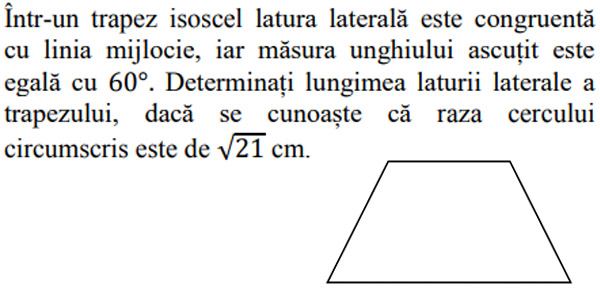 Într-un trapez isoscel latura laterală este congruentă
cu linia mijlocie, iar măsura unghiului ascuțit este
egală cu 60°. Determinați lungimea laturii laterale a
trapezului, dacă se cunoaște că raza cercului
circumscris este de √21 cm.